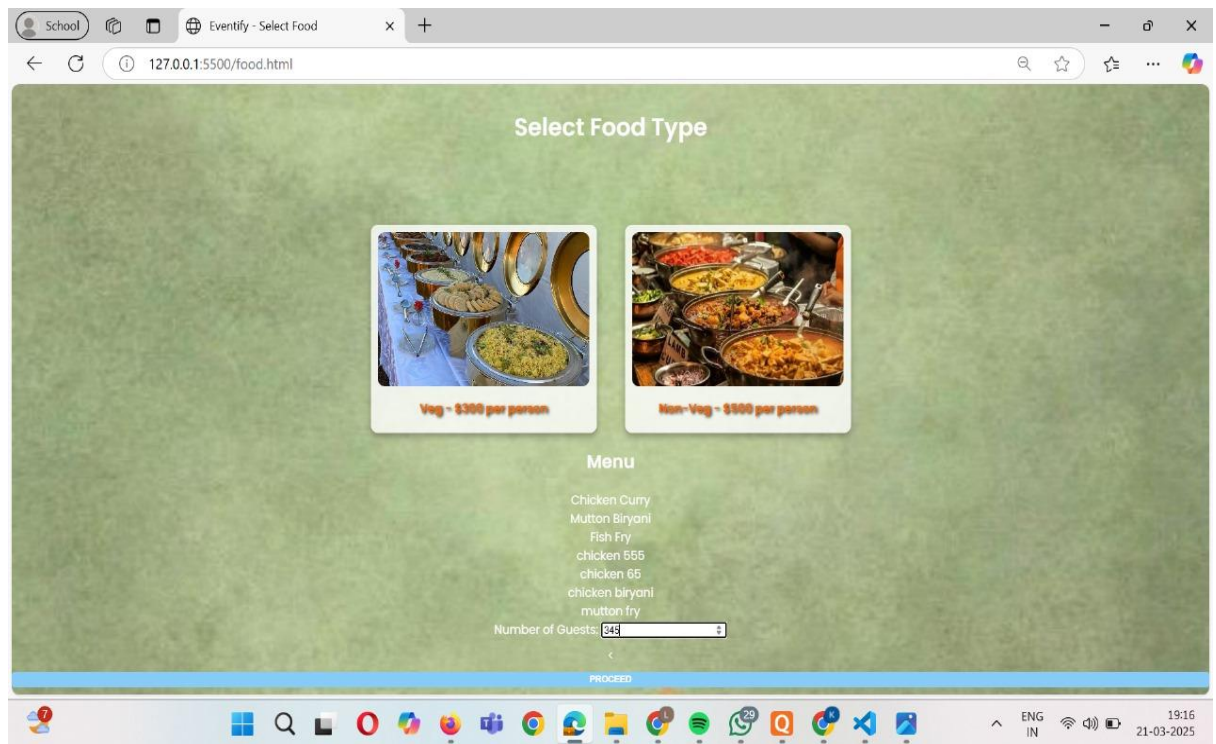 School
Eventify - Select Food
127.0.0.1:5500/food.html
Select Food Type
Veg - $300 per person
Non-Veg - $500 per person
Menu
Chicken Curry
Mutton Biryani
Fish Fry
chicken 555
chicken 65
chicken biryani
mutton fry
Number of Guests: 345
<
PROCEED
7
29
ENG
IN
19:16
21-03-2025